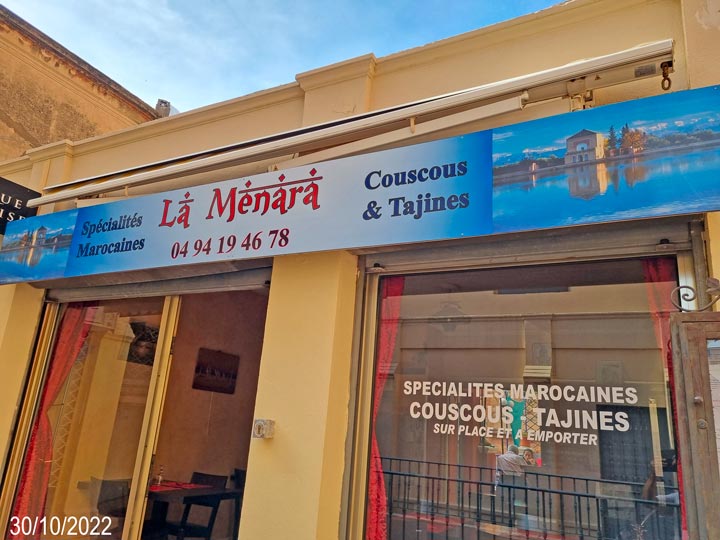 Spécialités
Marocaines
La Ménara
04 94 19 46 78
Couscous
& Tajines
SPECIALITES MAROCAINES
COUSCOUS - TAJINES
SUR PLACE ET A EMPORTER
30/10/2022